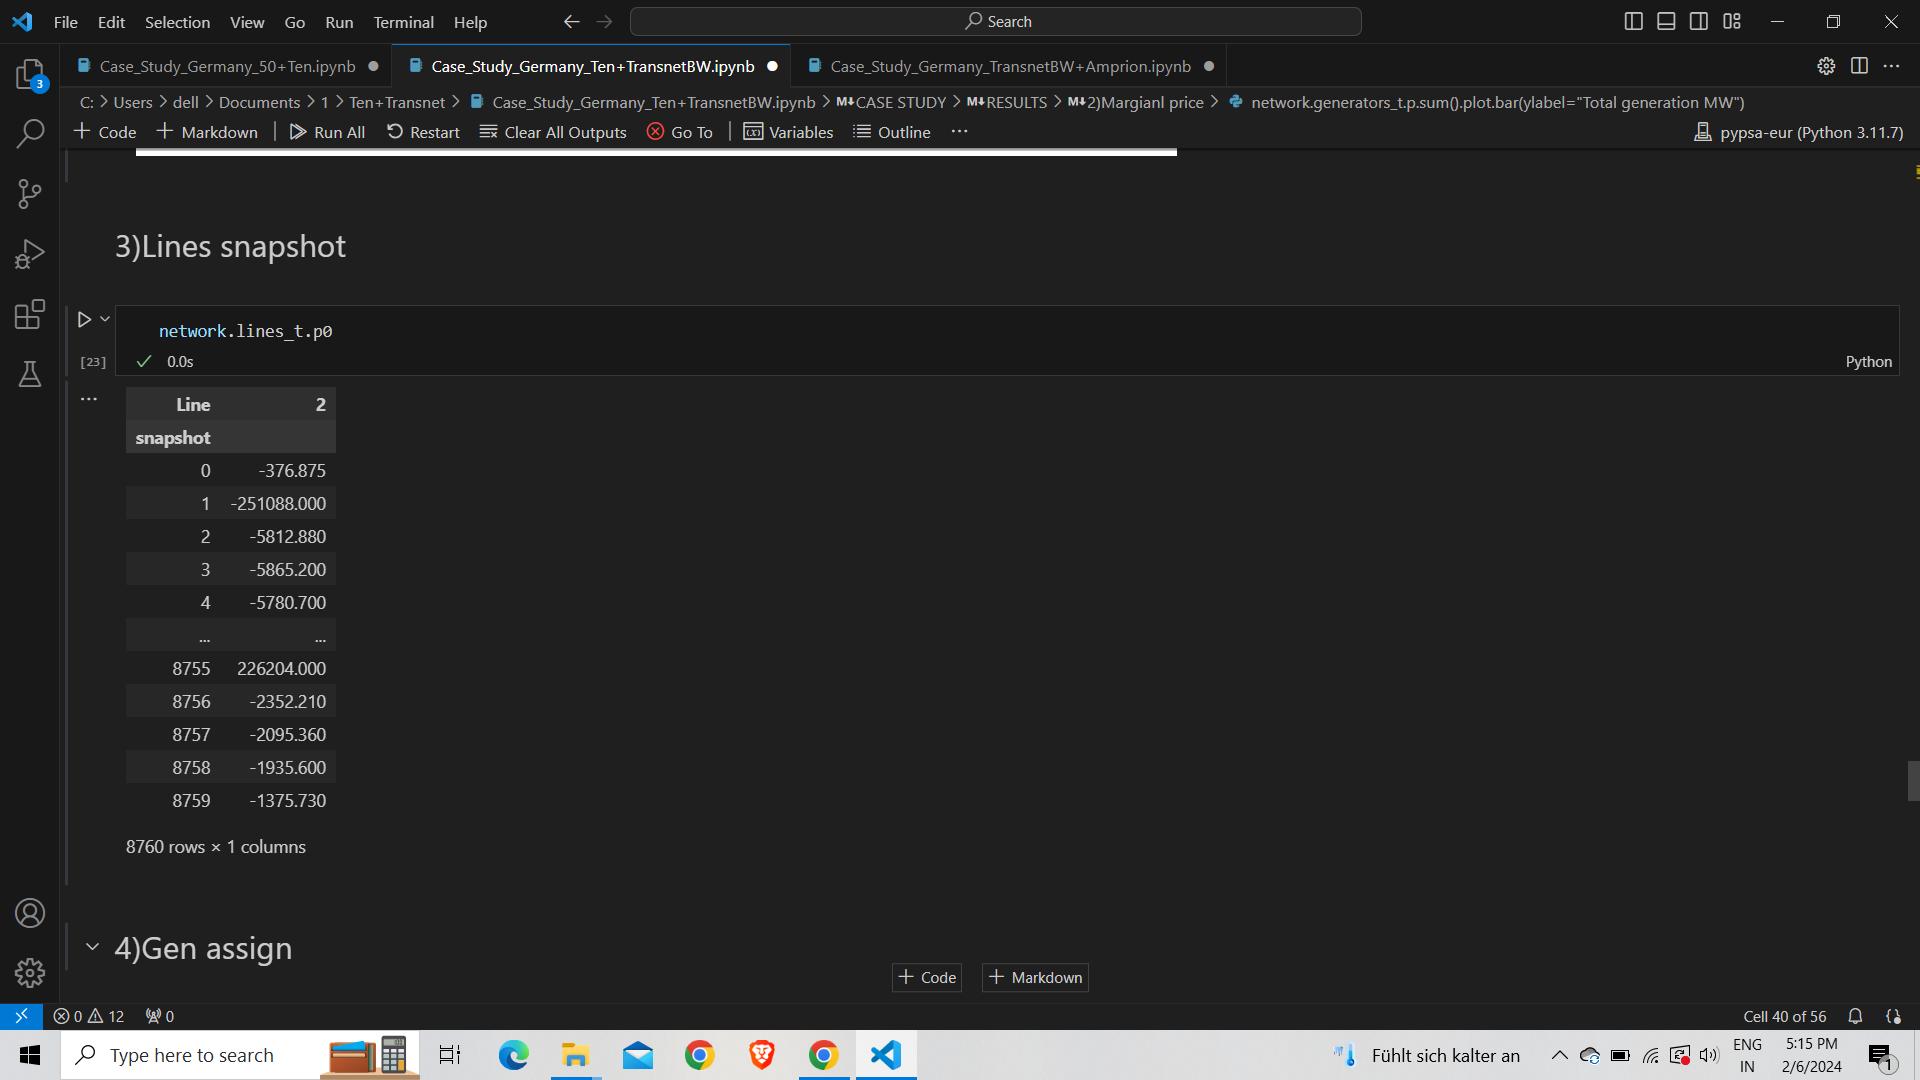 File Edit Selection View Go Run Terminal Help
Search
Case_Study_Germany_50+Ten.ipynb
Case_Study_Germany_Ten+TransnetBW.ipynb
Case_Study_Germany_TransnetBW+Amprion.ipynb
3
C: > Users > dell > Documents > 1 > Ten+Transnet > Case_Study_Germany_Ten+TransnetBW.ipynb > M↓CASE STUDY > M↓RESULTS > M↓2)Margianl price > network.generators_t.p.sum().plot.bar(ylabel="Total generation MW")
+ Code + Markdown | Run All Restart Clear All Outputs Go To | Variables Outline ...
pypsa-eur (Python 3.11.7)
3)Lines snapshot
network.lines_t.p0
[23] ✓ 0.0s
Python
...
Line 2
snapshot
0 -376.875
1 -251088.000
2 -5812.880
3 -5865.200
4 -5780.700
... ...
8755 226204.000
8756 -2352.210
8757 -2095.360
8758 -1935.600
8759 -1375.730
8760 rows × 1 columns
4)Gen assign
+ Code + Markdown
0 12 0
Cell 40 of 56
Type here to search
Fühlt sich kalter an
ENG
IN
5:15 PM
2/6/2024
1